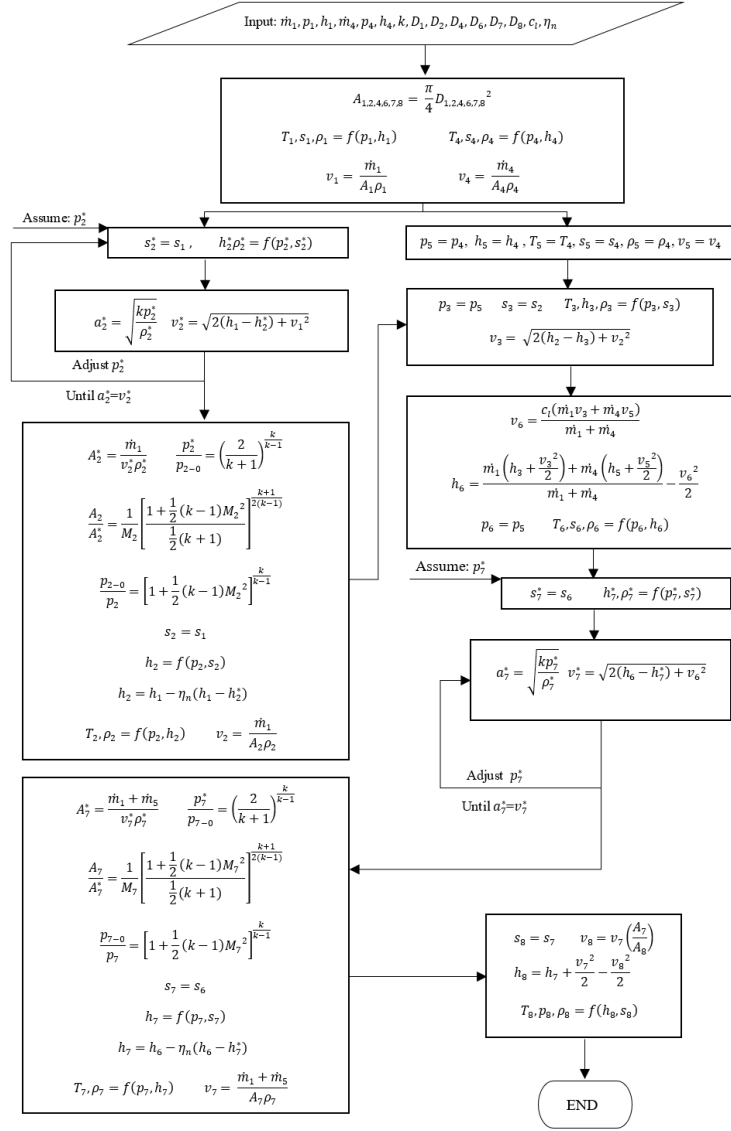 Input: ṁ₁, p₁, h₁, ṁ₄, p₄, h₄, k, D₁, D₂, D₄, D₆, D₇, D₈, c_l, η_n
A₁,₂,₄,₆,₇,₈ = π/4 D₁,₂,₄,₆,₇,₈²
T₁, s₁, ρ₁ = f(p₁, h₁) T₄, s₄, ρ₄ = f(p₄, h₄)
v₁ = ṁ₁/(A₁ρ₁) v₄ = ṁ₄/(A₄ρ₄)
Assume: p₂*
s₂* = s₁ , h₂*ρ₂* = f(p₂*, s₂*)
a₂* = √(kp₂*/ρ₂*) v₂* = √(2(h₁ − h₂*) + v₁²)
Adjust p₂*
Until a₂*=v₂*
A₂* = ṁ₁/(v₂*ρ₂*) p₂*/p₂₋₀ = (2/(k + 1))^(k/(k−1))
A₂/A₂* = 1/M₂ [(1 + 1/2(k − 1)M₂²)/(1/2(k + 1))]^((k+1)/(2(k−1)))
p₂₋₀/p₂ = [1 + 1/2(k − 1)M₂²]^(k/(k−1))
s₂ = s₁
h₂ = f(p₂, s₂)
h₂ = h₁ − η_n(h₁ − h₂*)
T₂, ρ₂ = f(p₂, h₂) v₂ = ṁ₁/(A₂ρ₂)
p₅ = p₄, h₅ = h₄ , T₅ = T₄, s₅ = s₄, ρ₅ = ρ₄, v₅ = v₄
p₃ = p₅ s₃ = s₂ T₃, h₃, ρ₃ = f(p₃, s₃)
v₃ = √(2(h₂ − h₃) + v₂²)
v₆ = c_l(ṁ₁v₃ + ṁ₄v₅)/(ṁ₁ + ṁ₄)
h₆ = (ṁ₁(h₃ + v₃²/2) + ṁ₄(h₅ + v₅²/2))/(ṁ₁ + ṁ₄) − v₆²/2
p₆ = p₅ T₆, s₆, ρ₆ = f(p₆, h₆)
Assume: p₇*
s₇* = s₆ h₇*, ρ₇* = f(p₇*, s₇*)
a₇* = √(kp₇*/ρ₇*) v₇* = √(2(h₆ − h₇*) + v₆²)
Adjust p₇*
Until a₇*=v₇*
A₇* = (ṁ₁ + ṁ₅)/(v₇*ρ₇*) p₇*/p₇₋₀ = (2/(k + 1))^(k/(k−1))
A₇/A₇* = 1/M₇ [(1 + 1/2(k − 1)M₇²)/(1/2(k + 1))]^((k+1)/(2(k−1)))
p₇₋₀/p₇ = [1 + 1/2(k − 1)M₇²]^(k/(k−1))
s₇ = s₆
h₇ = f(p₇, s₇)
h₇ = h₆ − η_n(h₆ − h₇*)
T₇, ρ₇ = f(p₇, h₇) v₇ = (ṁ₁ + ṁ₅)/(A₇ρ₇)
s₈ = s₇ v₈ = v₇(A₇/A₈)
h₈ = h₇ + v₇²/2 − v₈²/2
T₈, p₈, ρ₈ = f(h₈, s₈)
END